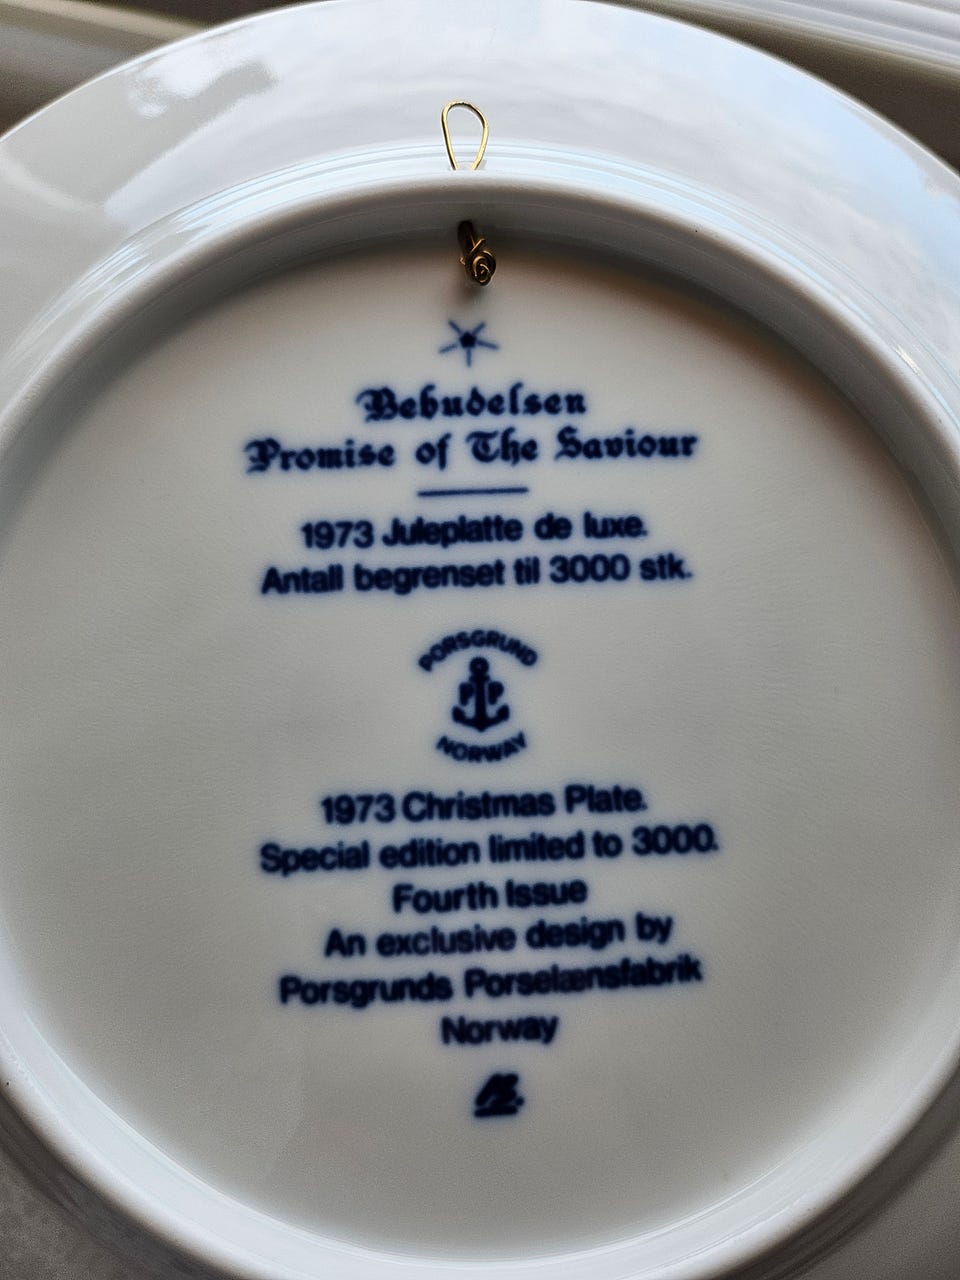 Bebudelsen
Promise of The Saviour
1973 Juleplatte de luxe.
Antall begrenset til 3000 stk.
PORSGRUND
P P
NORWAY
1973 Christmas Plate.
Special edition limited to 3000.
Fourth Issue
An exclusive design by
Porsgrunds Porselænsfabrik
Norway